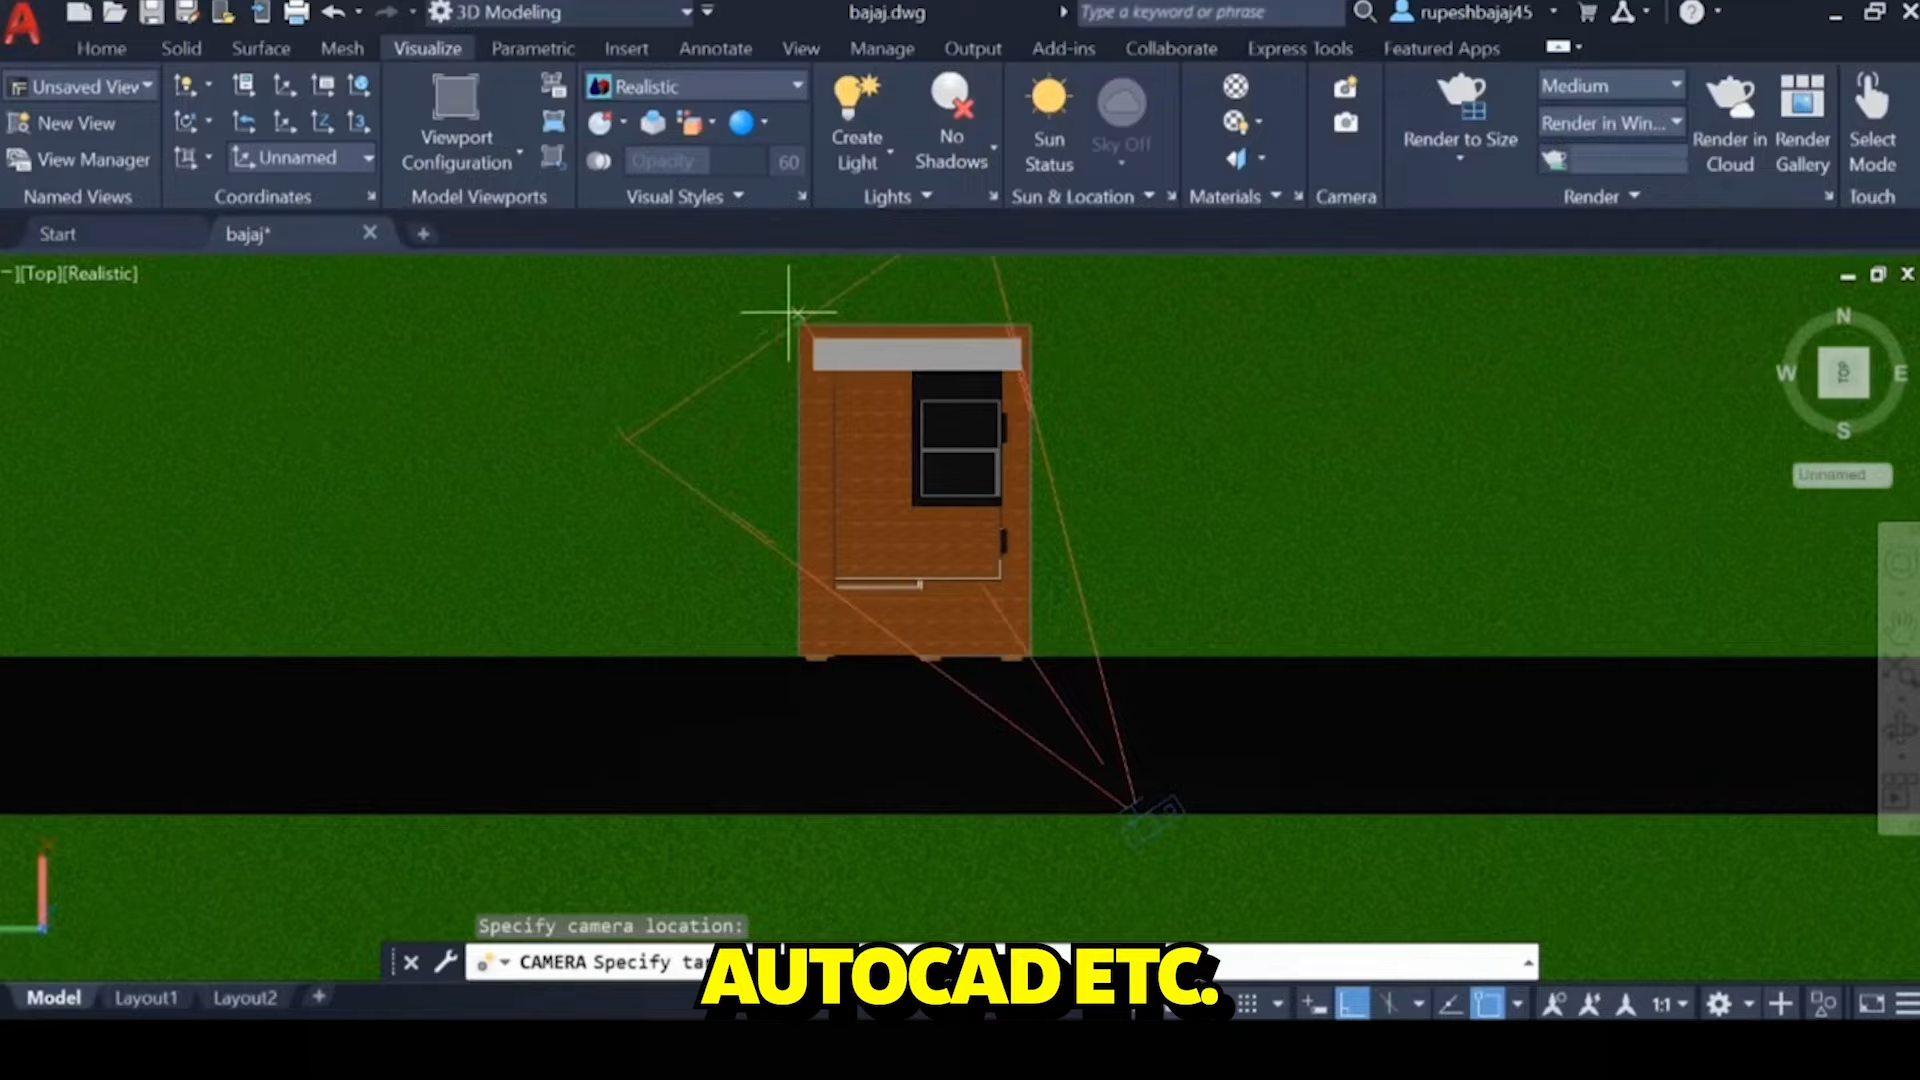 3D Modeling
bajaj.dwg
Type a keyword or phrase
rupeshbajaj45
Home Solid Surface Mesh Visualize Parametric Insert Annotate View Manage Output Add-ins Collaborate Express Tools Featured Apps
Unsaved View
New View
View Manager
Named Views
Unnamed
Coordinates
Viewport
Configuration
Model Viewports
Realistic
Opacity 60
Visual Styles
Create
Light
No
Shadows
Lights
Sun
Status
Sky Off
Sun & Location
Materials
Camera
Render to Size
Medium
Render in Win...
Render in
Cloud
Render
Gallery
Render
Select
Mode
Touch
Start
bajaj*
][Top][Realistic]
N
W
TOP
E
S
Unnamed
Specify camera location:
CAMERA Specify
AUTOCAD ETC.
Model Layout1 Layout2
1:1